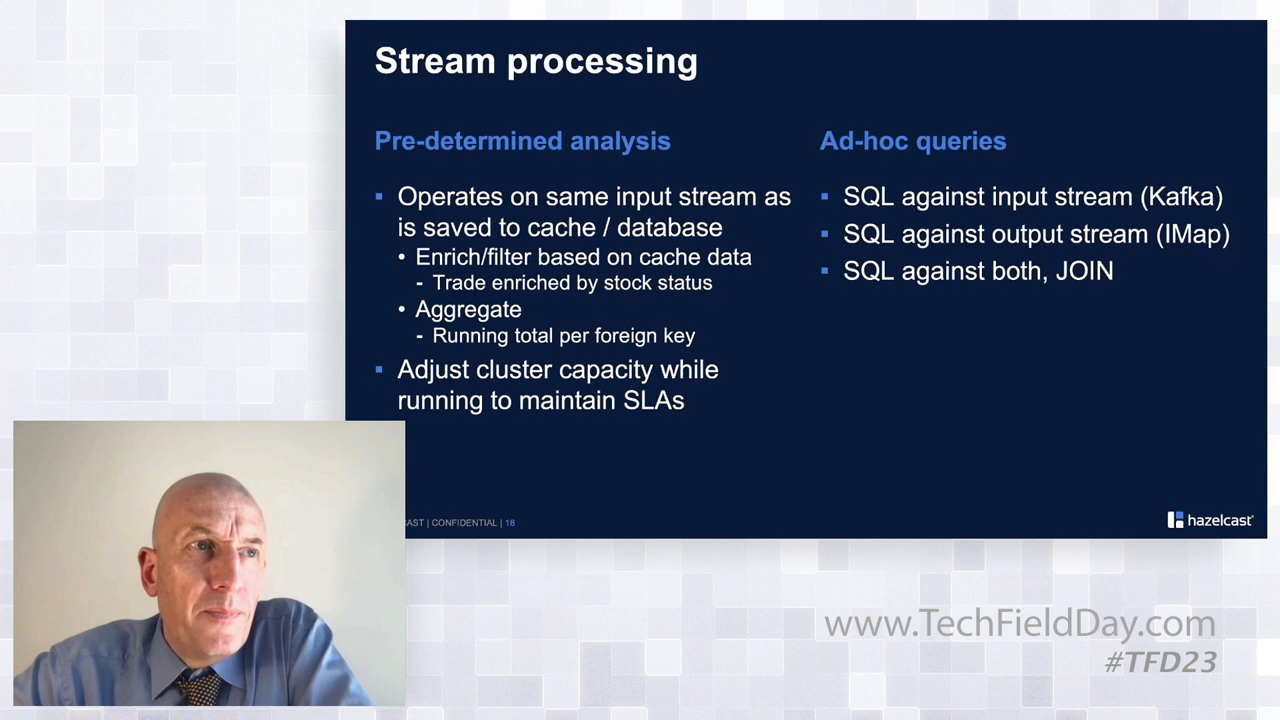 Stream processing
Pre-determined analysis
▪ Operates on same input stream as
is saved to cache / database
• Enrich/filter based on cache data
- Trade enriched by stock status
• Aggregate
- Running total per foreign key
▪ Adjust cluster capacity while
running to maintain SLAs
Ad-hoc queries
▪ SQL against input stream (Kafka)
▪ SQL against output stream (IMap)
▪ SQL against both, JOIN
CAST | CONFIDENTIAL | 18
hazelcast
www.TechFieldDay.com
#TFD23